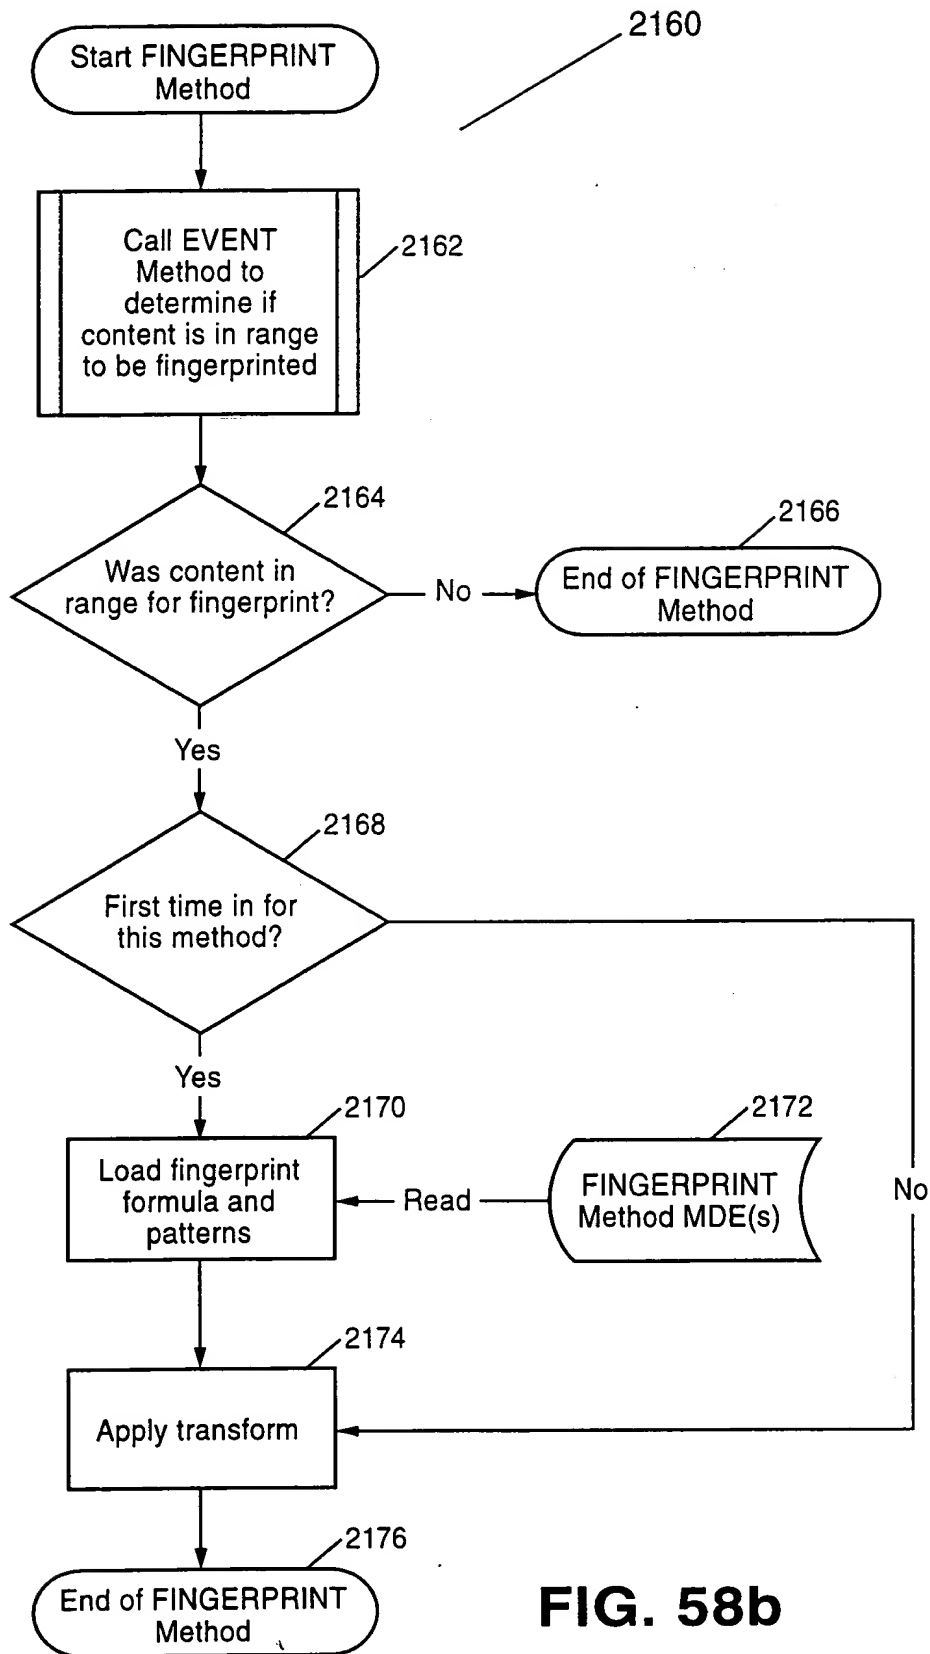 2160
Start FINGERPRINT
Method
Call EVENT
Method to
determine if
content is in range
to be fingerprinted
2162
2164
Was content in
range for fingerprint?
No
2166
End of FINGERPRINT
Method
Yes
2168
First time in for
this method?
Yes
No
2170
Load fingerprint
formula and
patterns
Read
2172
FINGERPRINT
Method MDE(s)
2174
Apply transform
2176
End of FINGERPRINT
Method
FIG. 58b